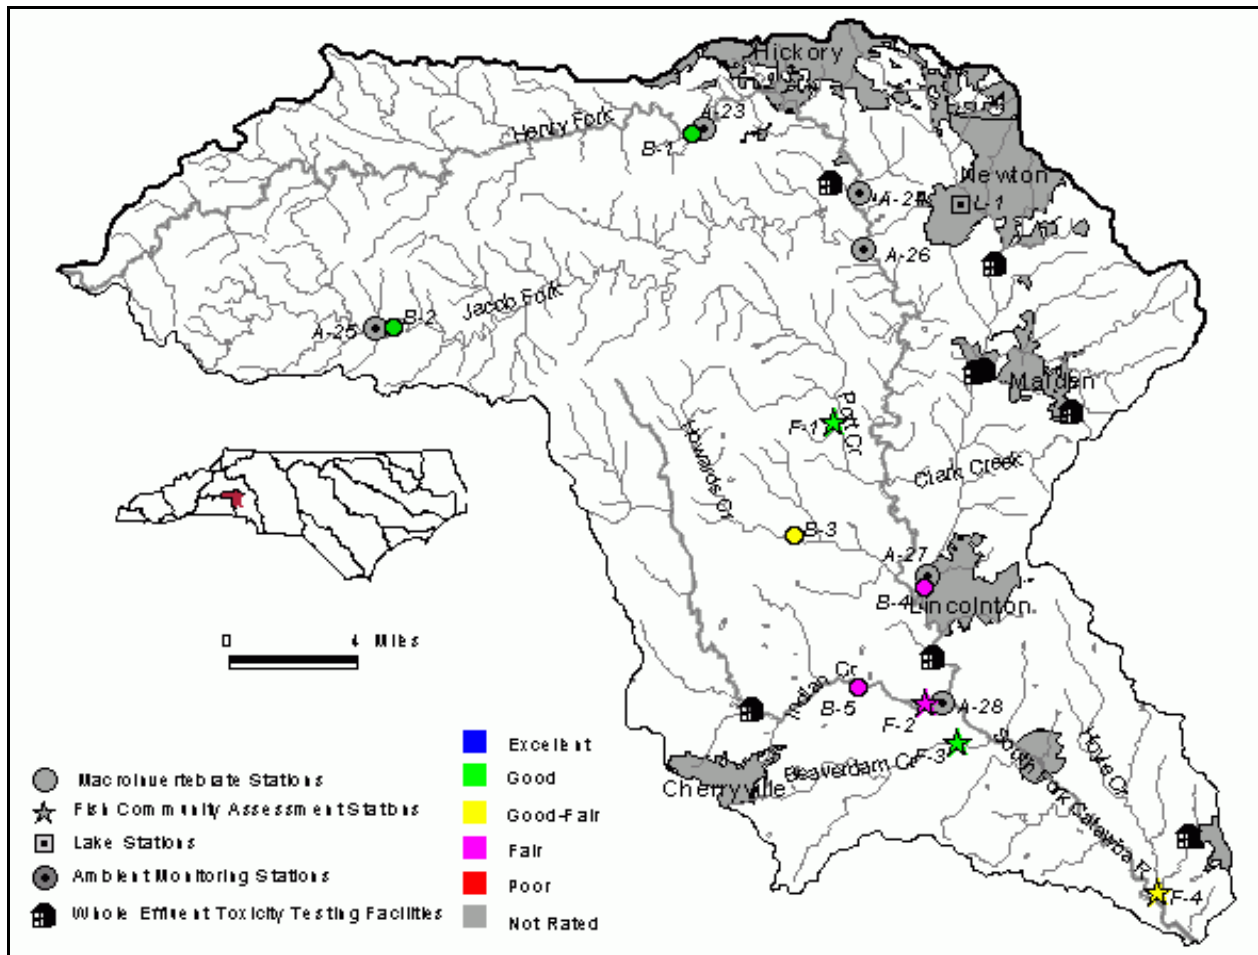 Hickory
A-23
Henry Fork
B-1
Newton
L-1
A-26
Jacob Fork
B-2
A-25
Maiden
F-1
Pott Cr
Howards Cr
Clark Creek
B-3
A-27
B-4
Lincolnton
0 4 Miles
Indian Cr
B-5
A-28
F-2
F-3
South Fork Catawba R
Hoyle Cr
Beaverdam Cr
Cherryville
F-4
Macroinvertebrate Stations
Fish Community Assessment Stations
Lake Stations
Ambient Monitoring Stations
Whole Effluent Toxicity Testing Facilities
Excellent
Good
Good-Fair
Fair
Poor
Not Rated